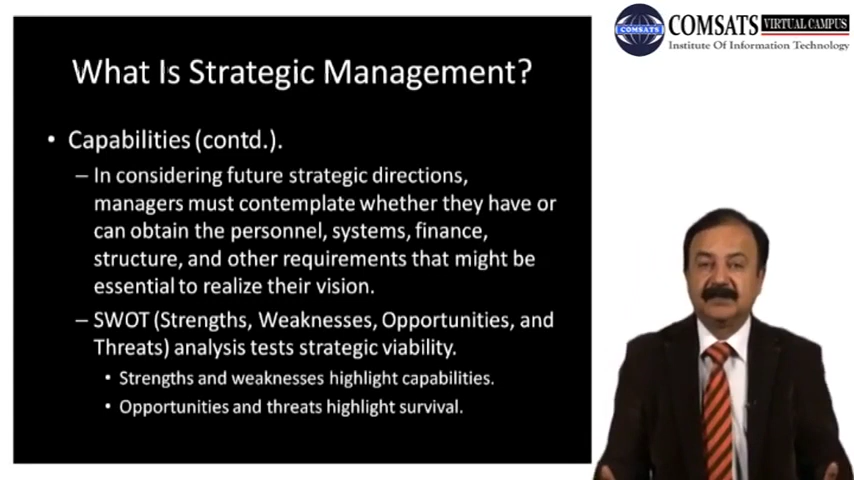 COMSATS VIRTUAL CAMPUS
COMSATS
Institute Of Information Technology
What Is Strategic Management?
• Capabilities (contd.).
– In considering future strategic directions,
managers must contemplate whether they have or
can obtain the personnel, systems, finance,
structure, and other requirements that might be
essential to realize their vision.
– SWOT (Strengths, Weaknesses, Opportunities, and
Threats) analysis tests strategic viability.
• Strengths and weaknesses highlight capabilities.
• Opportunities and threats highlight survival.